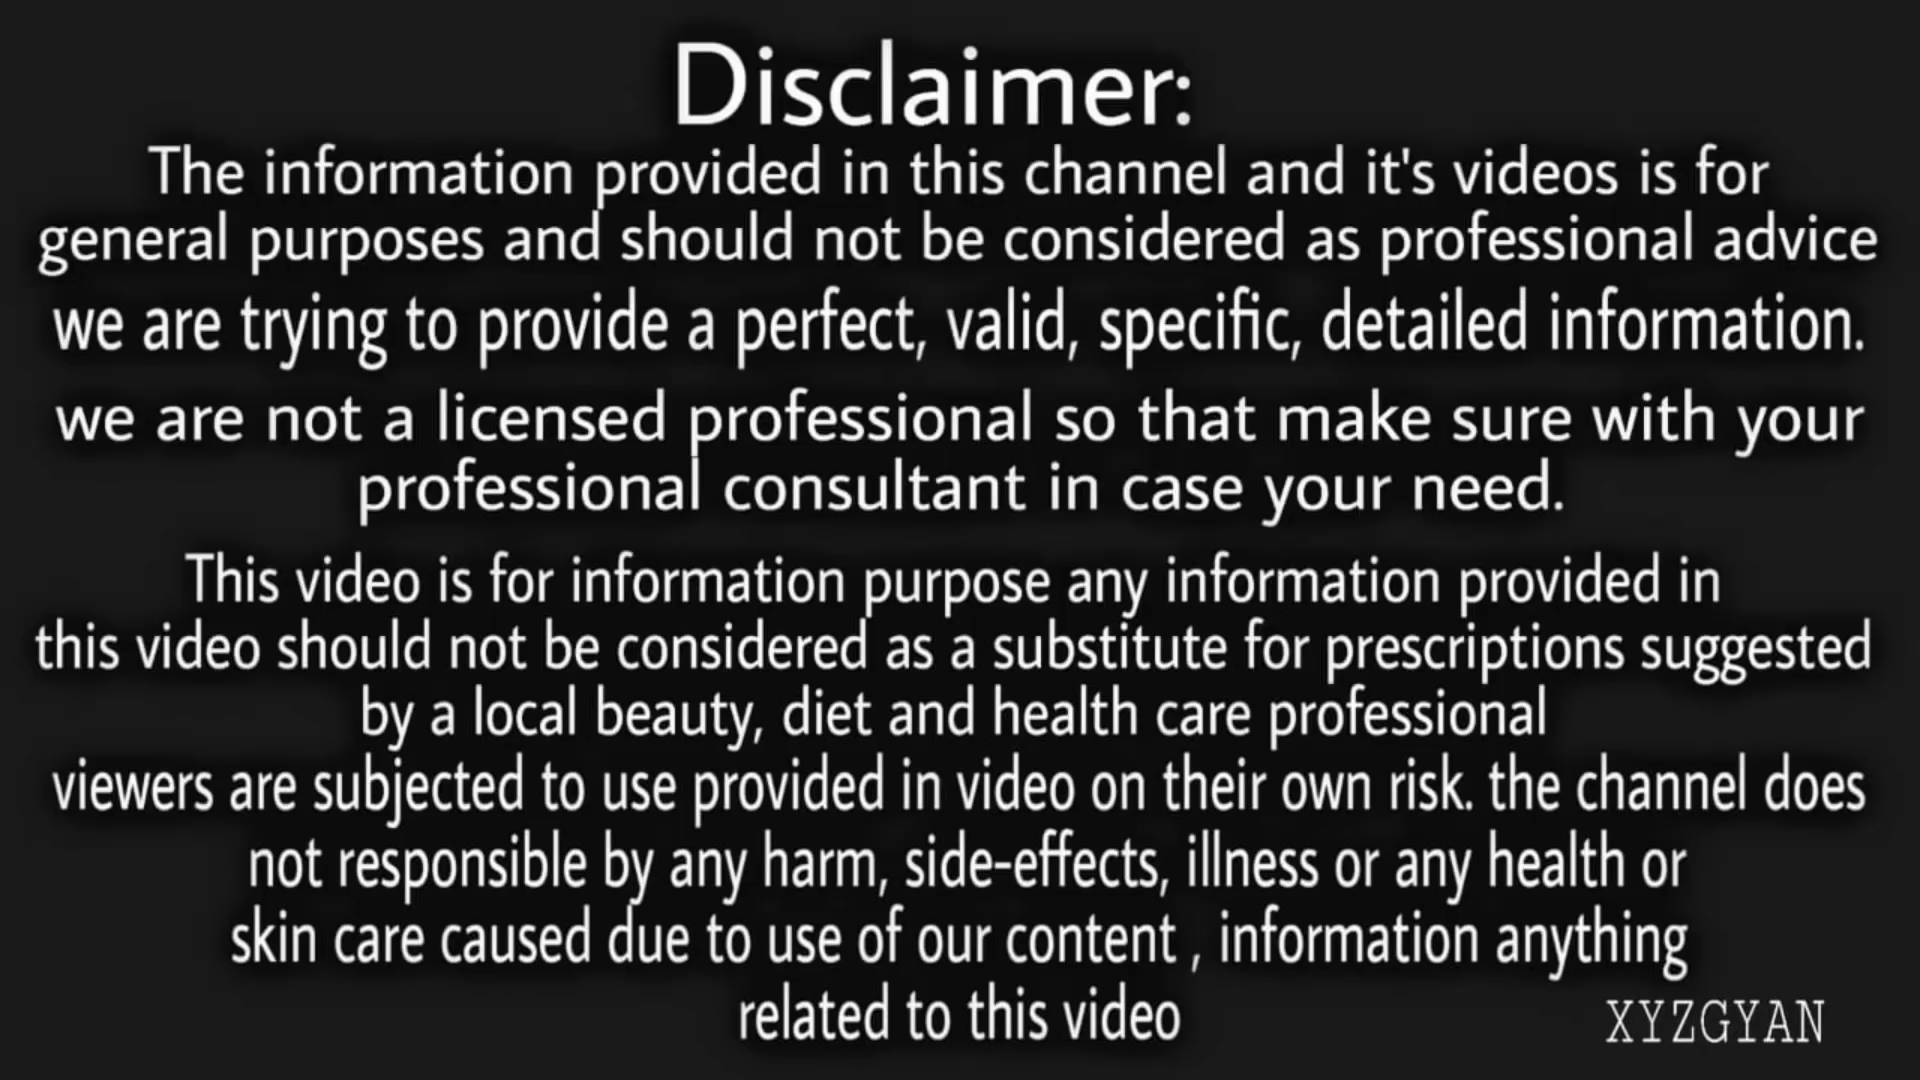 Disclaimer:
The information provided in this channel and it's videos is for
general purposes and should not be considered as professional advice
we are trying to provide a perfect, valid, specific, detailed information.
we are not a licensed professional so that make sure with your
professional consultant in case your need.
This video is for information purpose any information provided in
this video should not be considered as a substitute for prescriptions suggested
by a local beauty, diet and health care professional
viewers are subjected to use provided in video on their own risk. the channel does
not responsible by any harm, side-effects, illness or any health or
skin care caused due to use of our content , information anything
related to this video
XYZGYAN